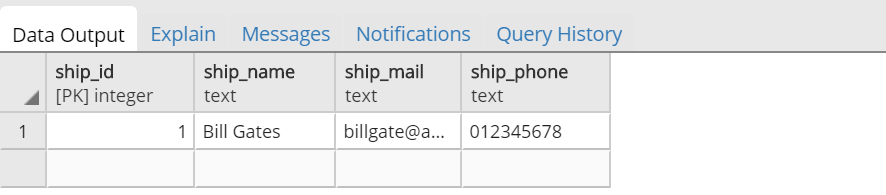 Data Output Explain Messages Notifications Query History
ship_id ship_name ship_mail ship_phone
[PK] integer text text text
1 1 Bill Gates billgate@a... 012345678